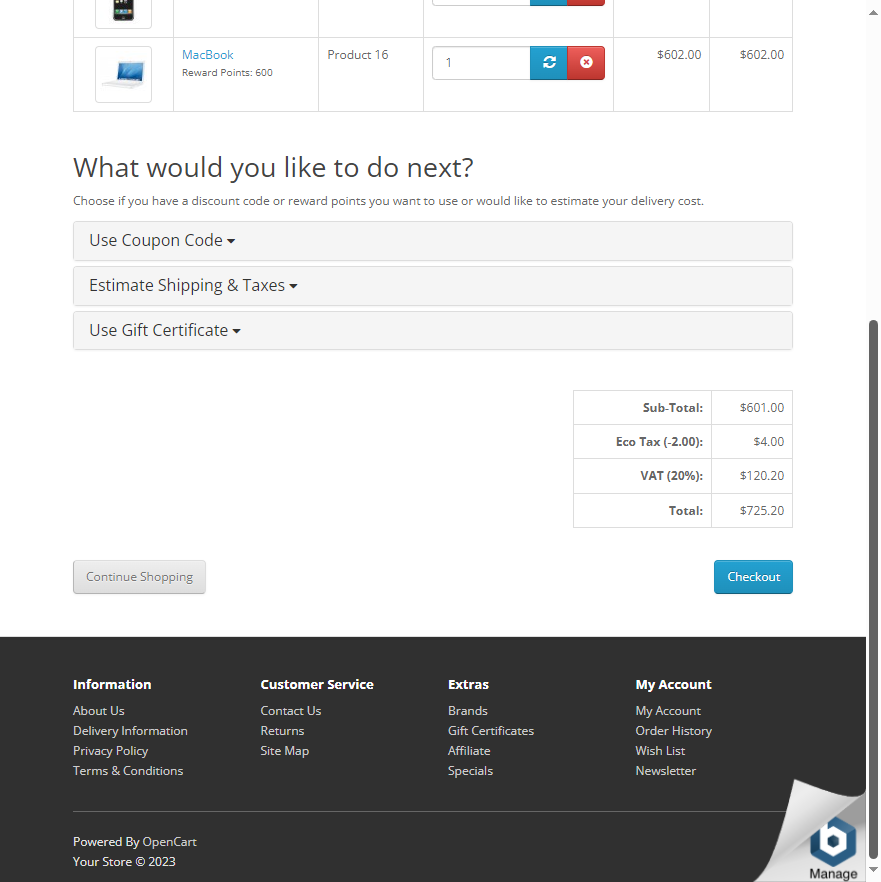 MacBook
Reward Points: 600
Product 16
1
$602.00
$602.00
What would you like to do next?
Choose if you have a discount code or reward points you want to use or would like to estimate your delivery cost.
Use Coupon Code
Estimate Shipping & Taxes
Use Gift Certificate
Sub-Total: $601.00
Eco Tax (-2.00): $4.00
VAT (20%): $120.20
Total: $725.20
Continue Shopping
Checkout
Information
About Us
Delivery Information
Privacy Policy
Terms & Conditions
Customer Service
Contact Us
Returns
Site Map
Extras
Brands
Gift Certificates
Affiliate
Specials
My Account
My Account
Order History
Wish List
Newsletter
Powered By OpenCart
Your Store © 2023
b
Manage